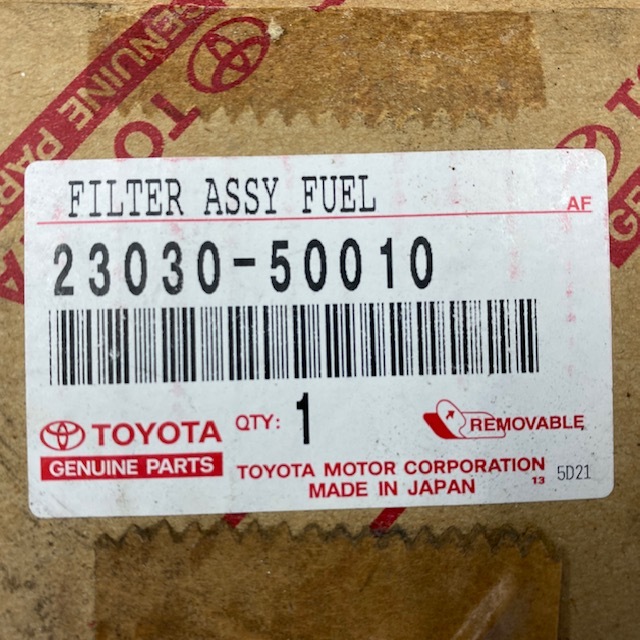 GENUINE PARTS
TO
FILTER ASSY FUEL
AF
23030-50010
TOYOTA
GENUINE PARTS
QTY: 1
REMOVABLE
TOYOTA MOTOR CORPORATION
MADE IN JAPAN
13
5D21